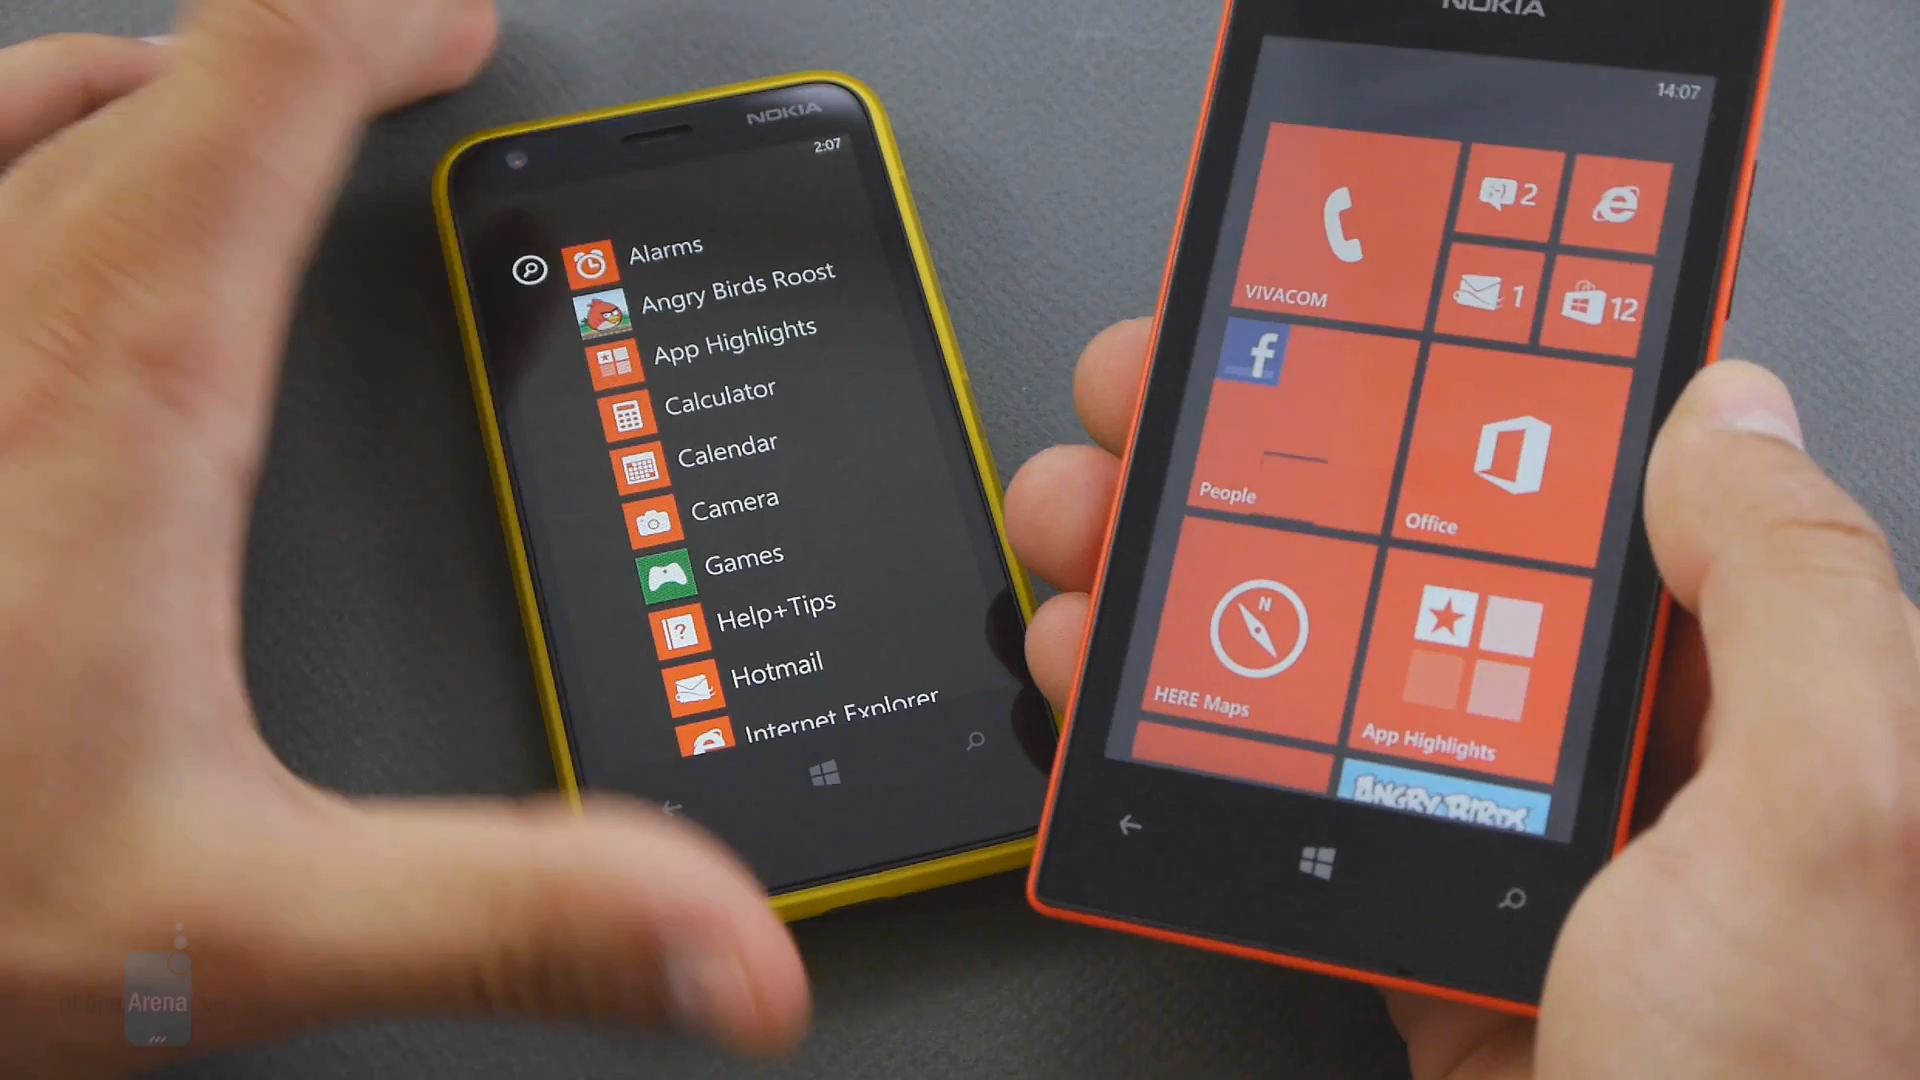 NOKIA
2:07
Alarms
Angry Birds Roost
App Highlights
Calculator
Calendar
Camera
Games
Help+Tips
Hotmail
Internet Explorer
NOKIA
14:07
VIVACOM
2
1
12
f
People
Office
N
HERE Maps
App Highlights
ANGRY BIRDS
Arena